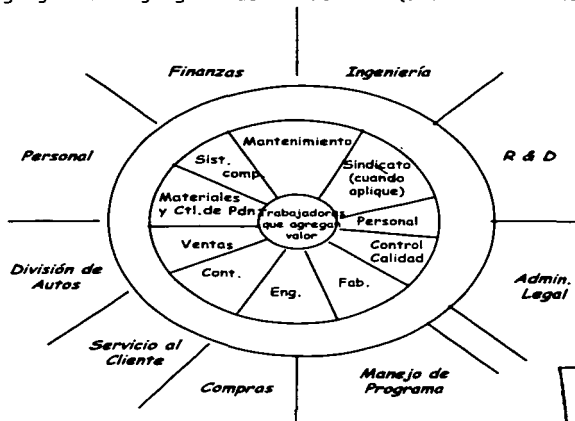 Finanzas
Ingeniería
Personal
R & D
Mantenimiento
Sist.
comp.
Sindicato
(cuando
aplique)
Materiales
y Ctl.de Pdn
Trabajadores
que agregan
valor
Personal
Ventas
Control
Calidad
Cont.
Eng.
Fab.
División de
Autos
Admin.
Legal
Servicio al
Cliente
Compras
Manejo de
Programa